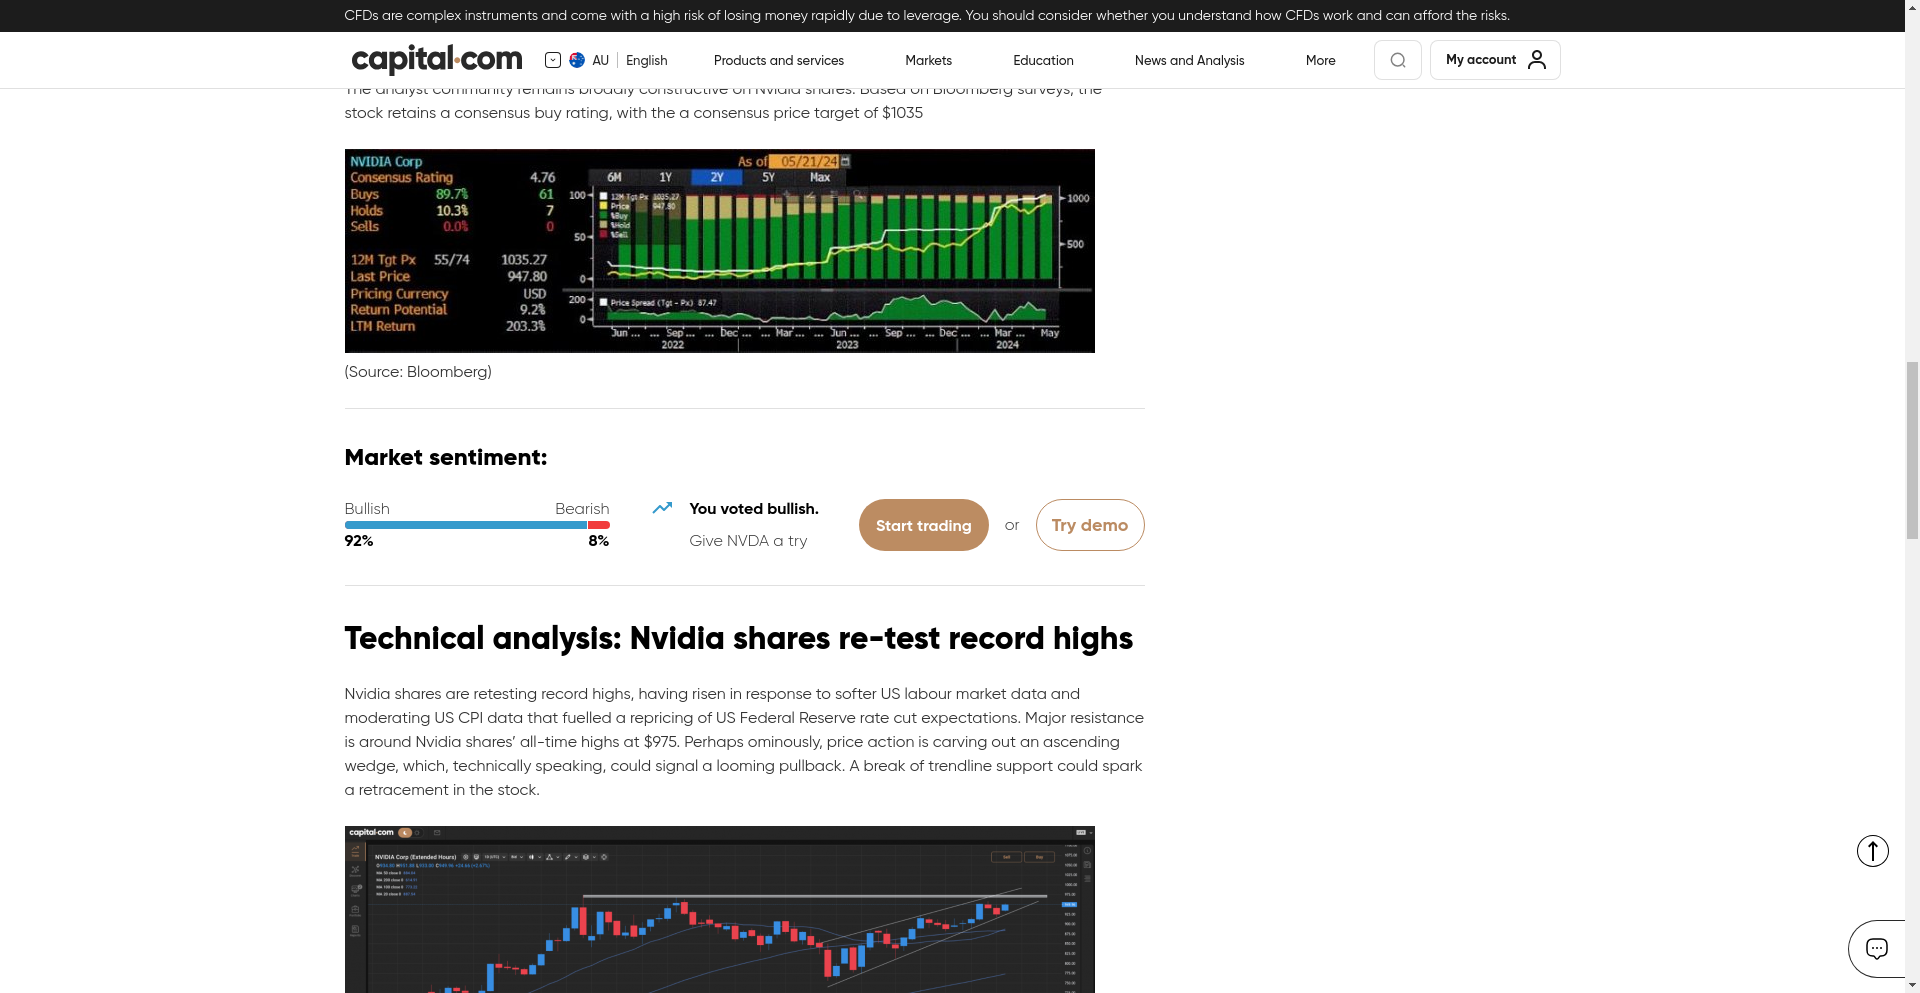 CFDs are complex instruments and come with a high risk of losing money rapidly due to leverage. You should consider whether you understand how CFDs work and can afford the risks.
capital.com
AU English
Products and services
Markets
Education
News and Analysis
More
My account
The analyst community remains broadly constructive on Nvidia shares. Based on Bloomberg surveys, the
stock retains a consensus buy rating, with the a consensus price target of $1035
NVIDIA Corp
Consensus Rating 4.76
Buys 89.7% 61
Holds 10.3% 7
Sells 0.0% 0
12M Tgt Px 55/74 1035.27
Last Price 947.80
Pricing Currency USD
Return Potential 9.2%
LTM Return 203.3%
As of 05/21/24
6M 1Y 2Y 5Y Max
12M Tgt Px 1035.27
Price 947.80
%Buy
%Hold
%Sell
100
50
0
1000
500
200
0
Price Spread (Tgt - Px) 87.47
Jun ... ... Sep ... ... Dec ... ... Mar ... ... Jun ... ... Sep ... ... Dec ... ... Mar ... May
2022 2023 2024
(Source: Bloomberg)
Market sentiment:
Bullish Bearish
92% 8%
You voted bullish.
Give NVDA a try
Start trading
or
Try demo
Technical analysis: Nvidia shares re-test record highs
Nvidia shares are retesting record highs, having risen in response to softer US labour market data and
moderating US CPI data that fuelled a repricing of US Federal Reserve rate cut expectations. Major resistance
is around Nvidia shares’ all-time highs at $975. Perhaps ominously, price action is carving out an ascending
wedge, which, technically speaking, could signal a looming pullback. A break of trendline support could spark
a retracement in the stock.
capital.com
NVIDIA Corp (Extended Hours)
Sell Buy